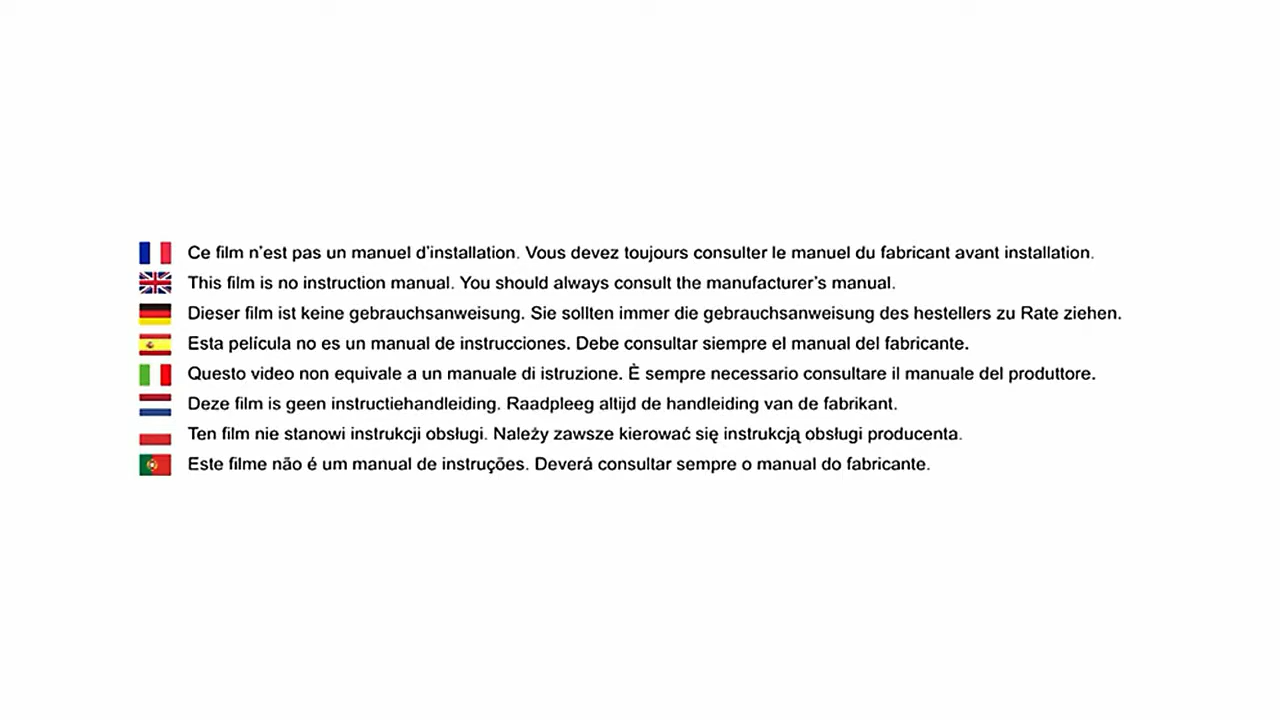 Ce film n'est pas un manuel d'installation. Vous devez toujours consulter le manuel du fabricant avant installation.
This film is no instruction manual. You should always consult the manufacturer's manual.
Dieser film ist keine gebrauchsanweisung. Sie sollten immer die gebrauchsanweisung des hestellers zu Rate ziehen.
Esta película no es un manual de instrucciones. Debe consultar siempre el manual del fabricante.
Questo video non equivale a un manuale di istruzione. È sempre necessario consultare il manuale del produttore.
Deze film is geen instructiehandleiding. Raadpleeg altijd de handleiding van de fabrikant.
Ten film nie stanowi instrukcji obsługi. Należy zawsze kierować się instrukcją obsługi producenta.
Este filme não é um manual de instruções. Deverá consultar sempre o manual do fabricante.